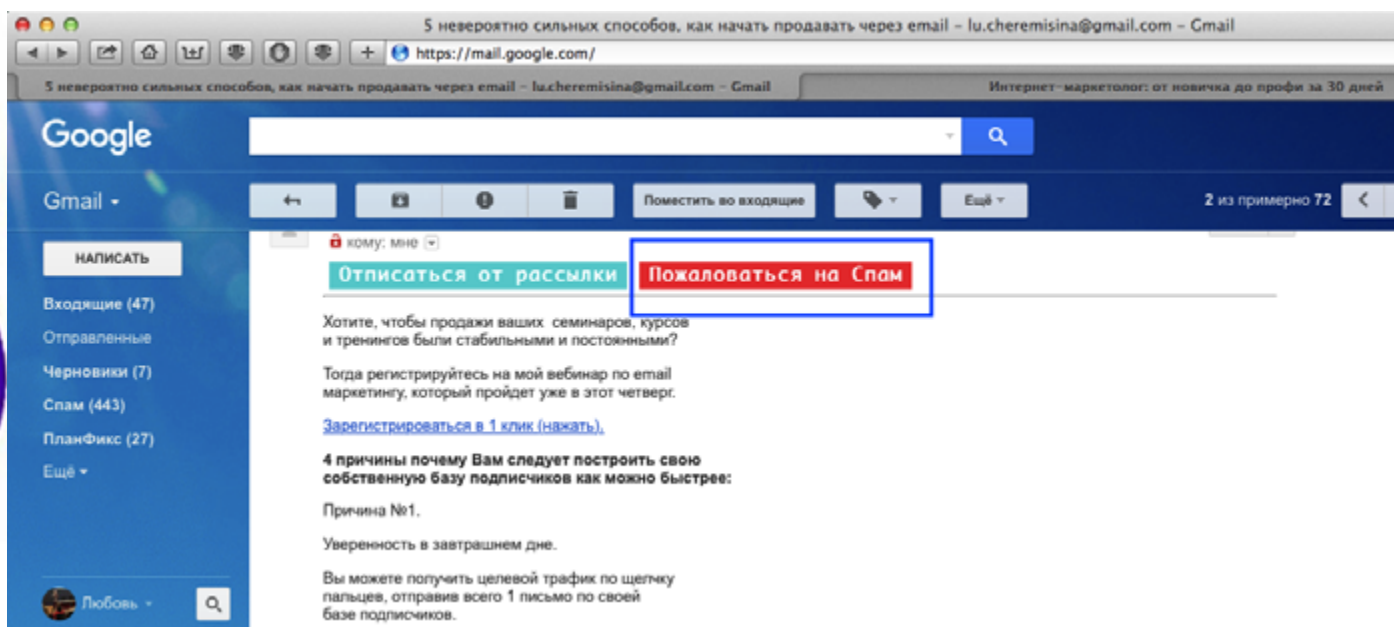 5 невероятно сильных способов, как начать продавать через email – lu.cheremisina@gmail.com – Gmail
https://mail.google.com/
5 невероятно сильных способов, как начать продавать через email – lu.cheremisina@gmail.com – Gmail
Интернет-маркетолог: от новичка до профи за 30 дней
Google
Gmail
Поместить во входящие
Ещё
2 из примерно 72
НАПИСАТЬ
Входящие (47)
Отправленные
Черновики (7)
Спам (443)
ПланФикс (27)
Ещё
Любовь
кому: мне
Отписаться от рассылки
Пожаловаться на Спам
Хотите, чтобы продажи ваших семинаров, курсов
и тренингов были стабильными и постоянными?
Тогда регистрируйтесь на мой вебинар по email
маркетингу, который пройдет уже в этот четверг.
Зарегистрироваться в 1 клик (нажать).
4 причины почему Вам следует построить свою
собственную базу подписчиков как можно быстрее:
Причина №1.
Уверенность в завтрашнем дне.
Вы можете получить целевой трафик по щелчку
пальцев, отправив всего 1 письмо по своей
базе подписчиков.